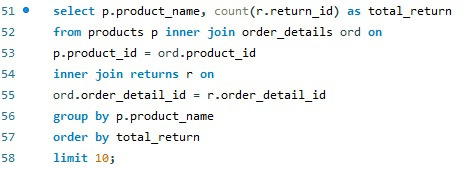 51 select p.product_name, count(r.return_id) as total_return
52 from products p inner join order_details ord on
53 p.product_id = ord.product_id
54 inner join returns r on
55 ord.order_detail_id = r.order_detail_id
56 group by p.product_name
57 order by total_return
58 limit 10;